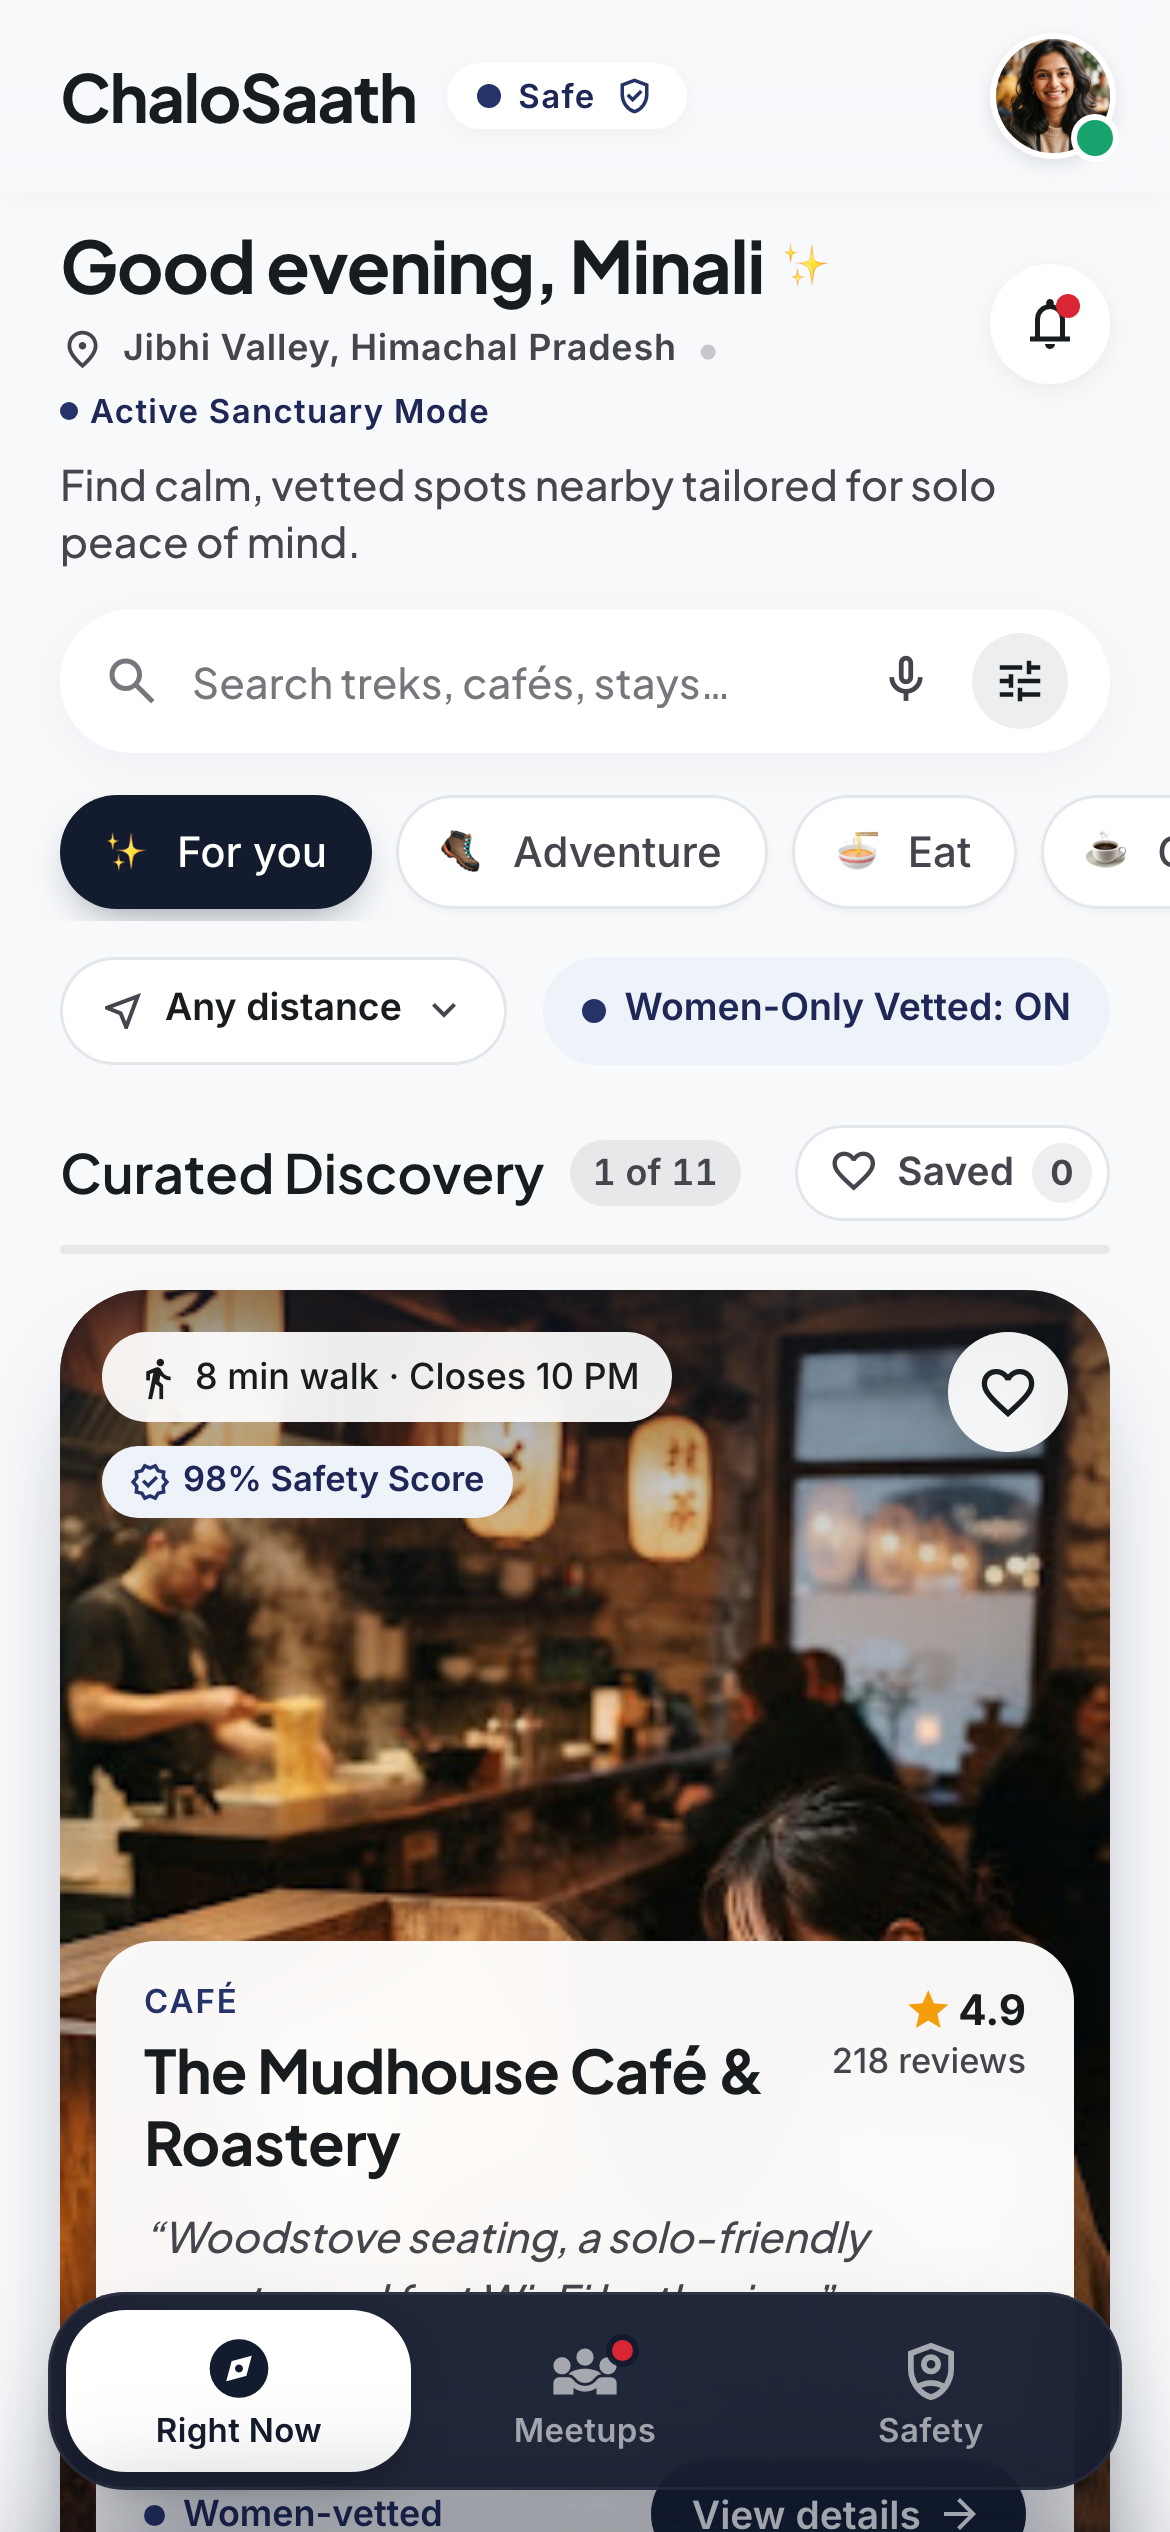 ChaloSaath
Safe
Good evening, Minali ✨
Jibhi Valley, Himachal Pradesh
Active Sanctuary Mode
Find calm, vetted spots nearby tailored for solo
peace of mind.
Search treks, cafés, stays...
For you
Adventure
Eat
Any distance
Women-Only Vetted: ON
Curated Discovery
1 of 11
Saved 0
8 min walk · Closes 10 PM
98% Safety Score
CAFÉ
4.9
218 reviews
The Mudhouse Café &
Roastery
“Woodstove seating, a solo-friendly
Right Now
Meetups
Safety
Women-vetted
View details →